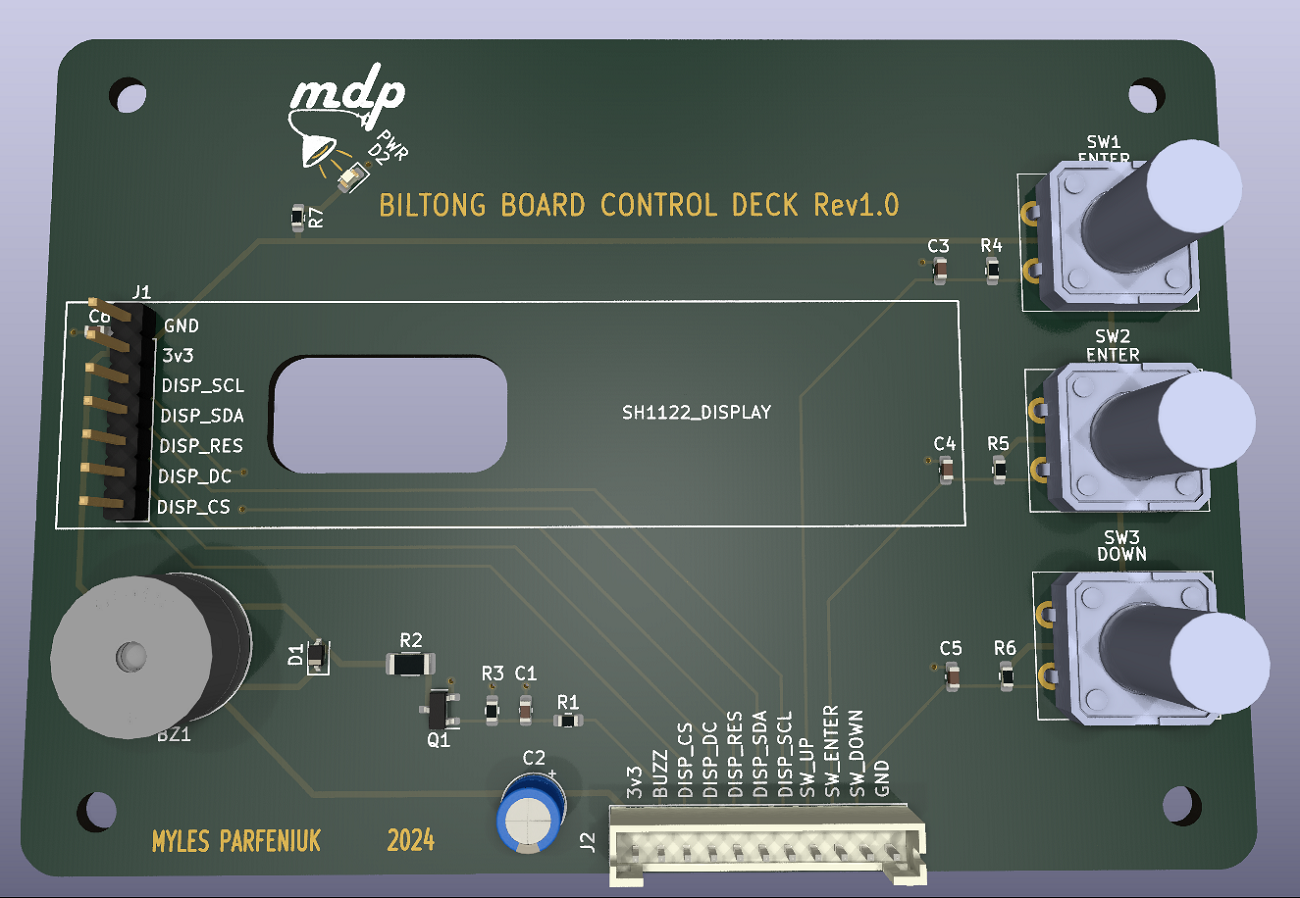 mdp
PWR
D2
R7
BILTONG BOARD CONTROL DECK Rev1.0
SW1
ENTER
C3
R4
J1
C6
GND
3v3
DISP_SCL
DISP_SDA
DISP_RES
DISP_DC
DISP_CS
SH1122_DISPLAY
SW2
ENTER
C4
R5
SW3
DOWN
C5
R6
BZ1
D1
R2
Q1
R3
C1
R1
C2
+
3v3
BUZZ
DISP_CS
DISP_DC
DISP_RES
DISP_SDA
DISP_SCL
SW_UP
SW_ENTER
SW_DOWN
GND
J2
MYLES PARFENIUK
2024